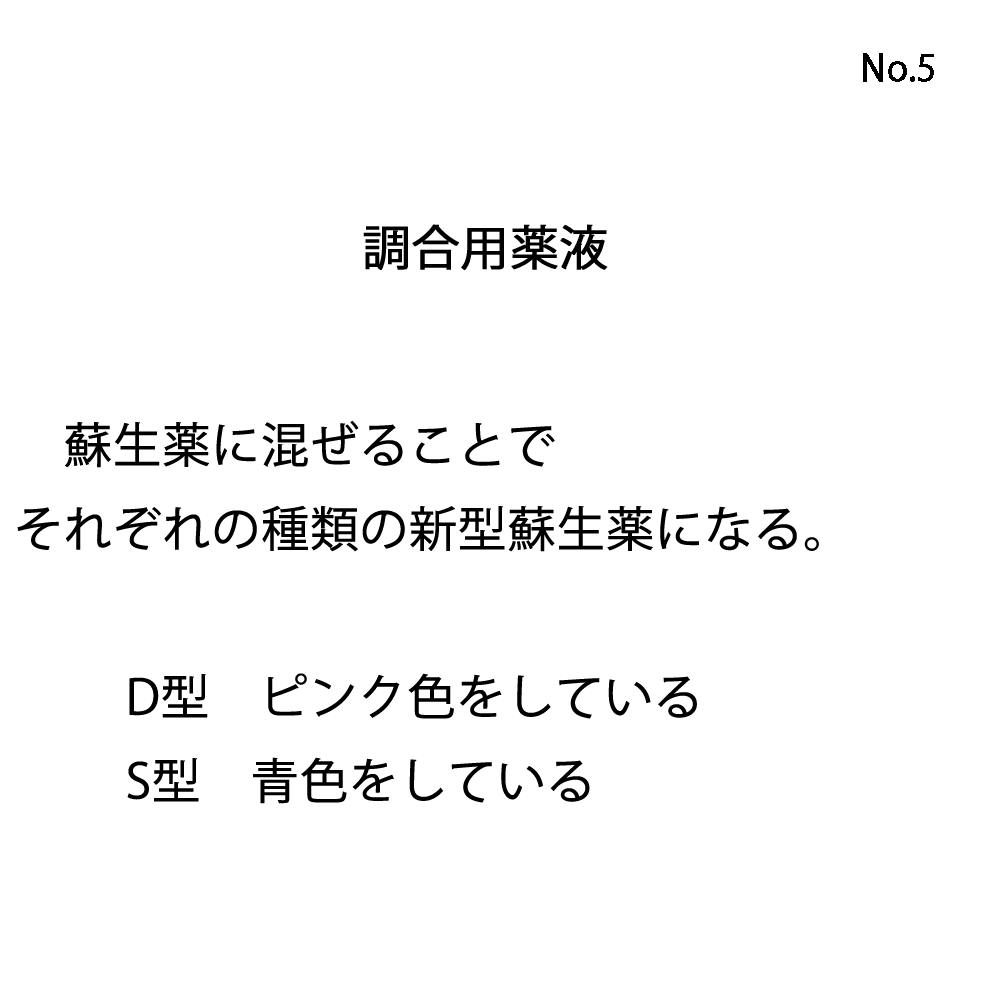 No.5
調合用薬液
蘇生薬に混ぜることで
それぞれの種類の新型蘇生薬になる。
D型　ピンク色をしている
S型　青色をしている